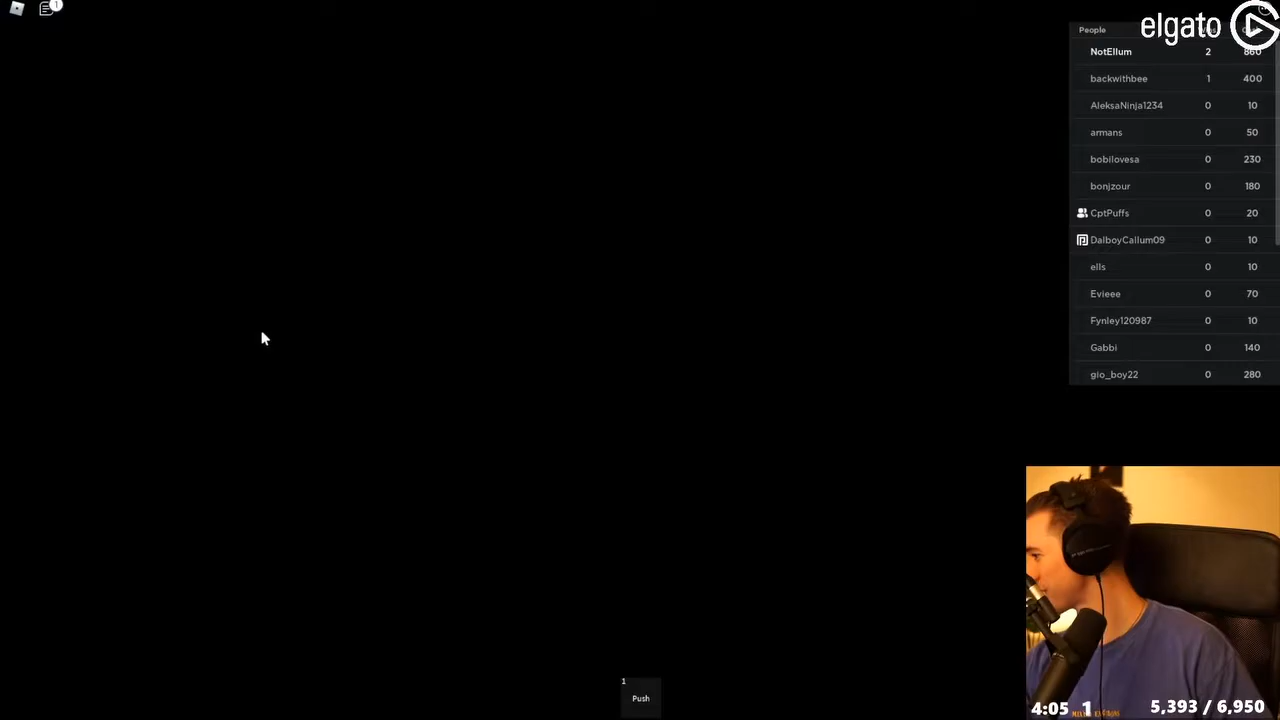 1
elgato
People
NotEllum 2 860
backwithbee 1 400
AleksaNinja1234 0 10
armans 0 50
bobilovesa 0 230
bonjzour 0 180
CptPuffs 0 20
DalboyCallum09 0 10
ells 0 10
Evieee 0 70
Fynley120987 0 10
Gabbi 0 140
gio_boy22 0 280
1
Push
4:05 1 5,393 / 6,950